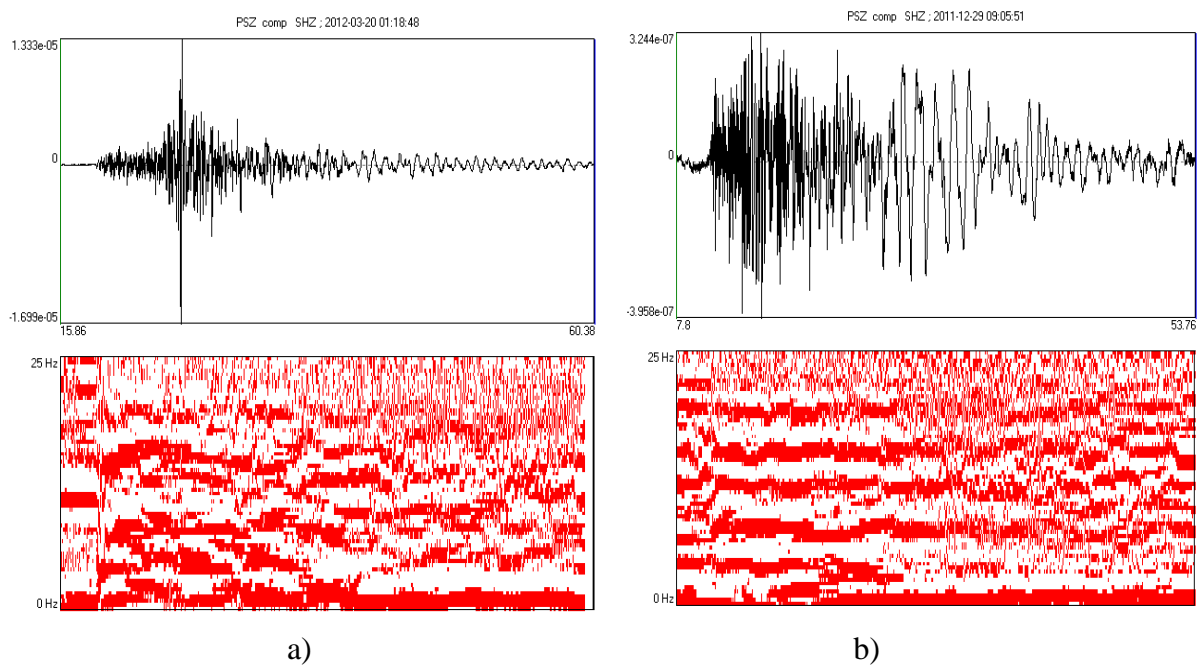 PSZ comp SHZ ; 2012-03-20 01:18:48
1.333e-05
0
-1.699e-05
15.86 60.38
25 Hz
0 Hz
a)
PSZ comp SHZ ; 2011-12-29 09:05:51
3.244e-07
0
-3.958e-07
7.8 53.76
25 Hz
0 Hz
b)